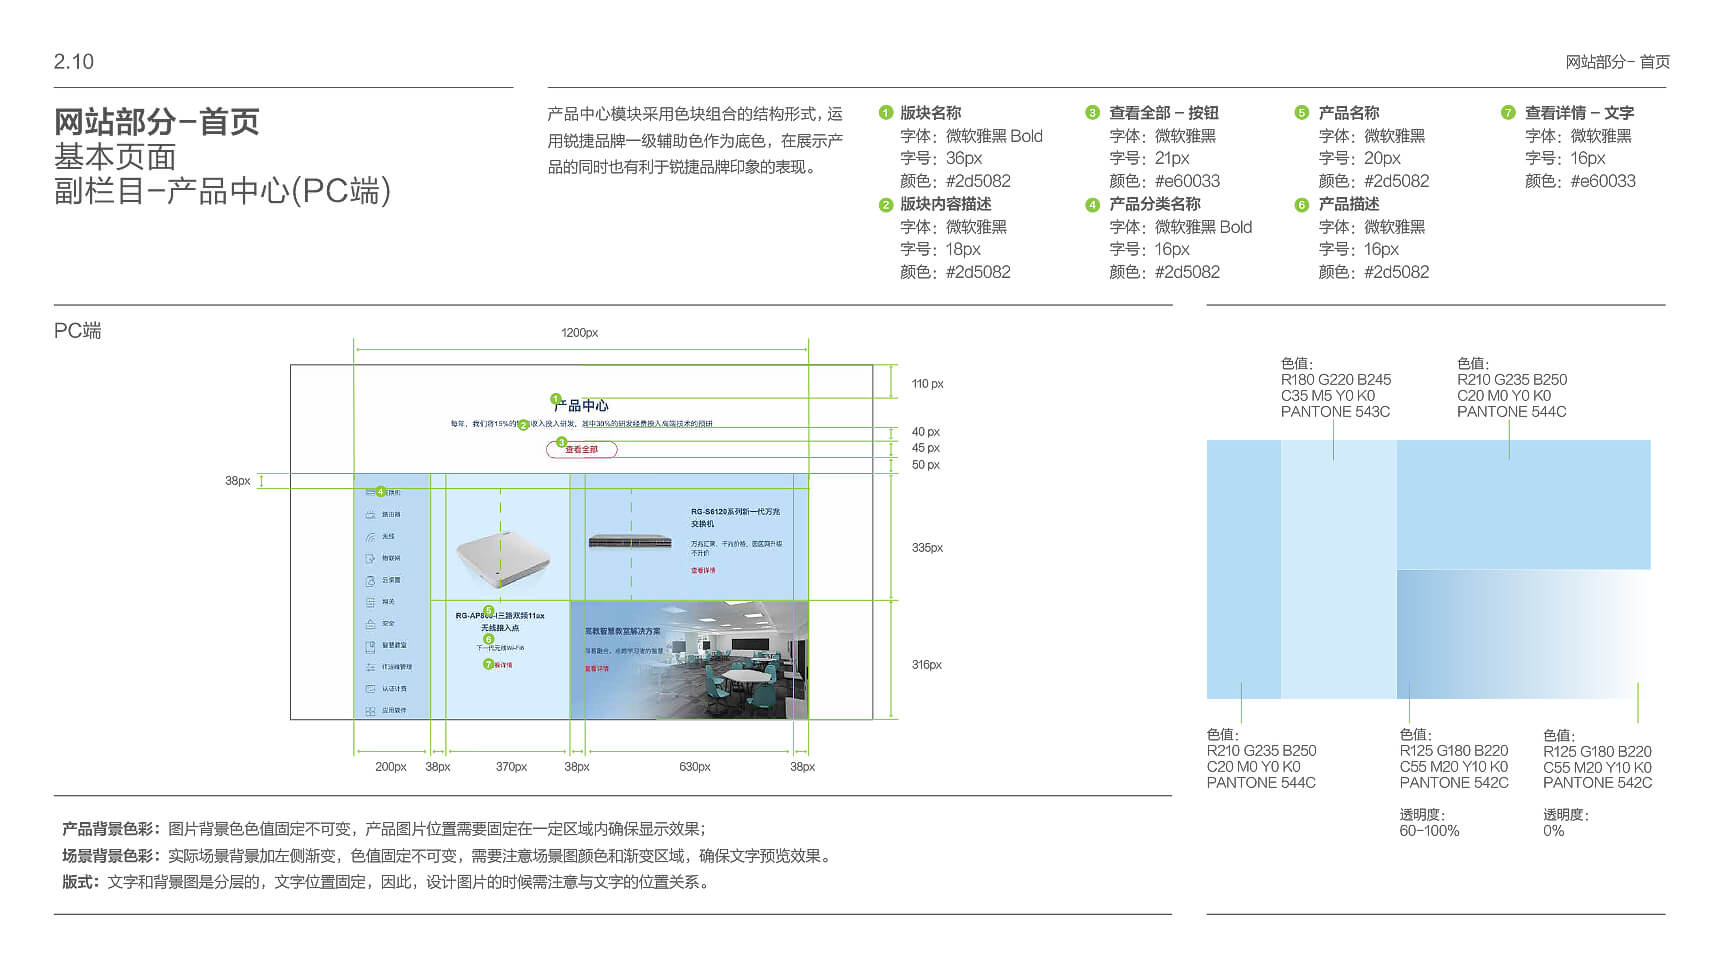 2.10
网站部分- 首页
网站部分-首页
基本页面
副栏目-产品中心(PC端)
产品中心模块采用色块组合的结构形式，运
用锐捷品牌一级辅助色作为底色，在展示产
品的同时也有利于锐捷品牌印象的表现。
1 版块名称
字体：微软雅黑 Bold
字号：36px
颜色：#2d5082
2 版块内容描述
字体：微软雅黑
字号：18px
颜色：#2d5082
3 查看全部 - 按钮
字体：微软雅黑
字号：21px
颜色：#e60033
4 产品分类名称
字体：微软雅黑 Bold
字号：16px
颜色：#2d5082
5 产品名称
字体：微软雅黑
字号：20px
颜色：#2d5082
6 产品描述
字体：微软雅黑
字号：16px
颜色：#2d5082
7 查看详情 - 文字
字体：微软雅黑
字号：16px
颜色：#e60033
PC端
1200px
110 px
40 px
45 px
50 px
38px
335px
316px
1
产品中心
每年，我们将15%的 2 收入投入研发，其中30%的研发经费投入高端技术的预研
3
查看全部
4 换机
路由器
无线
物联网
云桌面
网关
安全
智慧教室
IT运维管理
认证计费
应用软件
5
RG-AP8 -I三路双频11ax
无线接入点
6
下一代无线Wi-Fi6
7 看详情
RG-S6120系列新一代万兆
交换机
万兆汇聚、千兆价格，园区网升级
不升价
查看详情
高教智慧教室解决方案
查看详情
200px 38px 370px 38px 630px 38px
色值：
R180 G220 B245
C35 M5 Y0 K0
PANTONE 543C
色值：
R210 G235 B250
C20 M0 Y0 K0
PANTONE 544C
色值：
R210 G235 B250
C20 M0 Y0 K0
PANTONE 544C
色值：
R125 G180 B220
C55 M20 Y10 K0
PANTONE 542C
透明度：
60-100%
色值：
R125 G180 B220
C55 M20 Y10 K0
PANTONE 542C
透明度：
0%
产品背景色彩：图片背景色色值固定不可变，产品图片位置需要固定在一定区域内确保显示效果；
场景背景色彩：实际场景背景加左侧渐变，色值固定不可变，需要注意场景图颜色和渐变区域，确保文字预览效果。
版式：文字和背景图是分层的，文字位置固定，因此，设计图片的时候需注意与文字的位置关系。